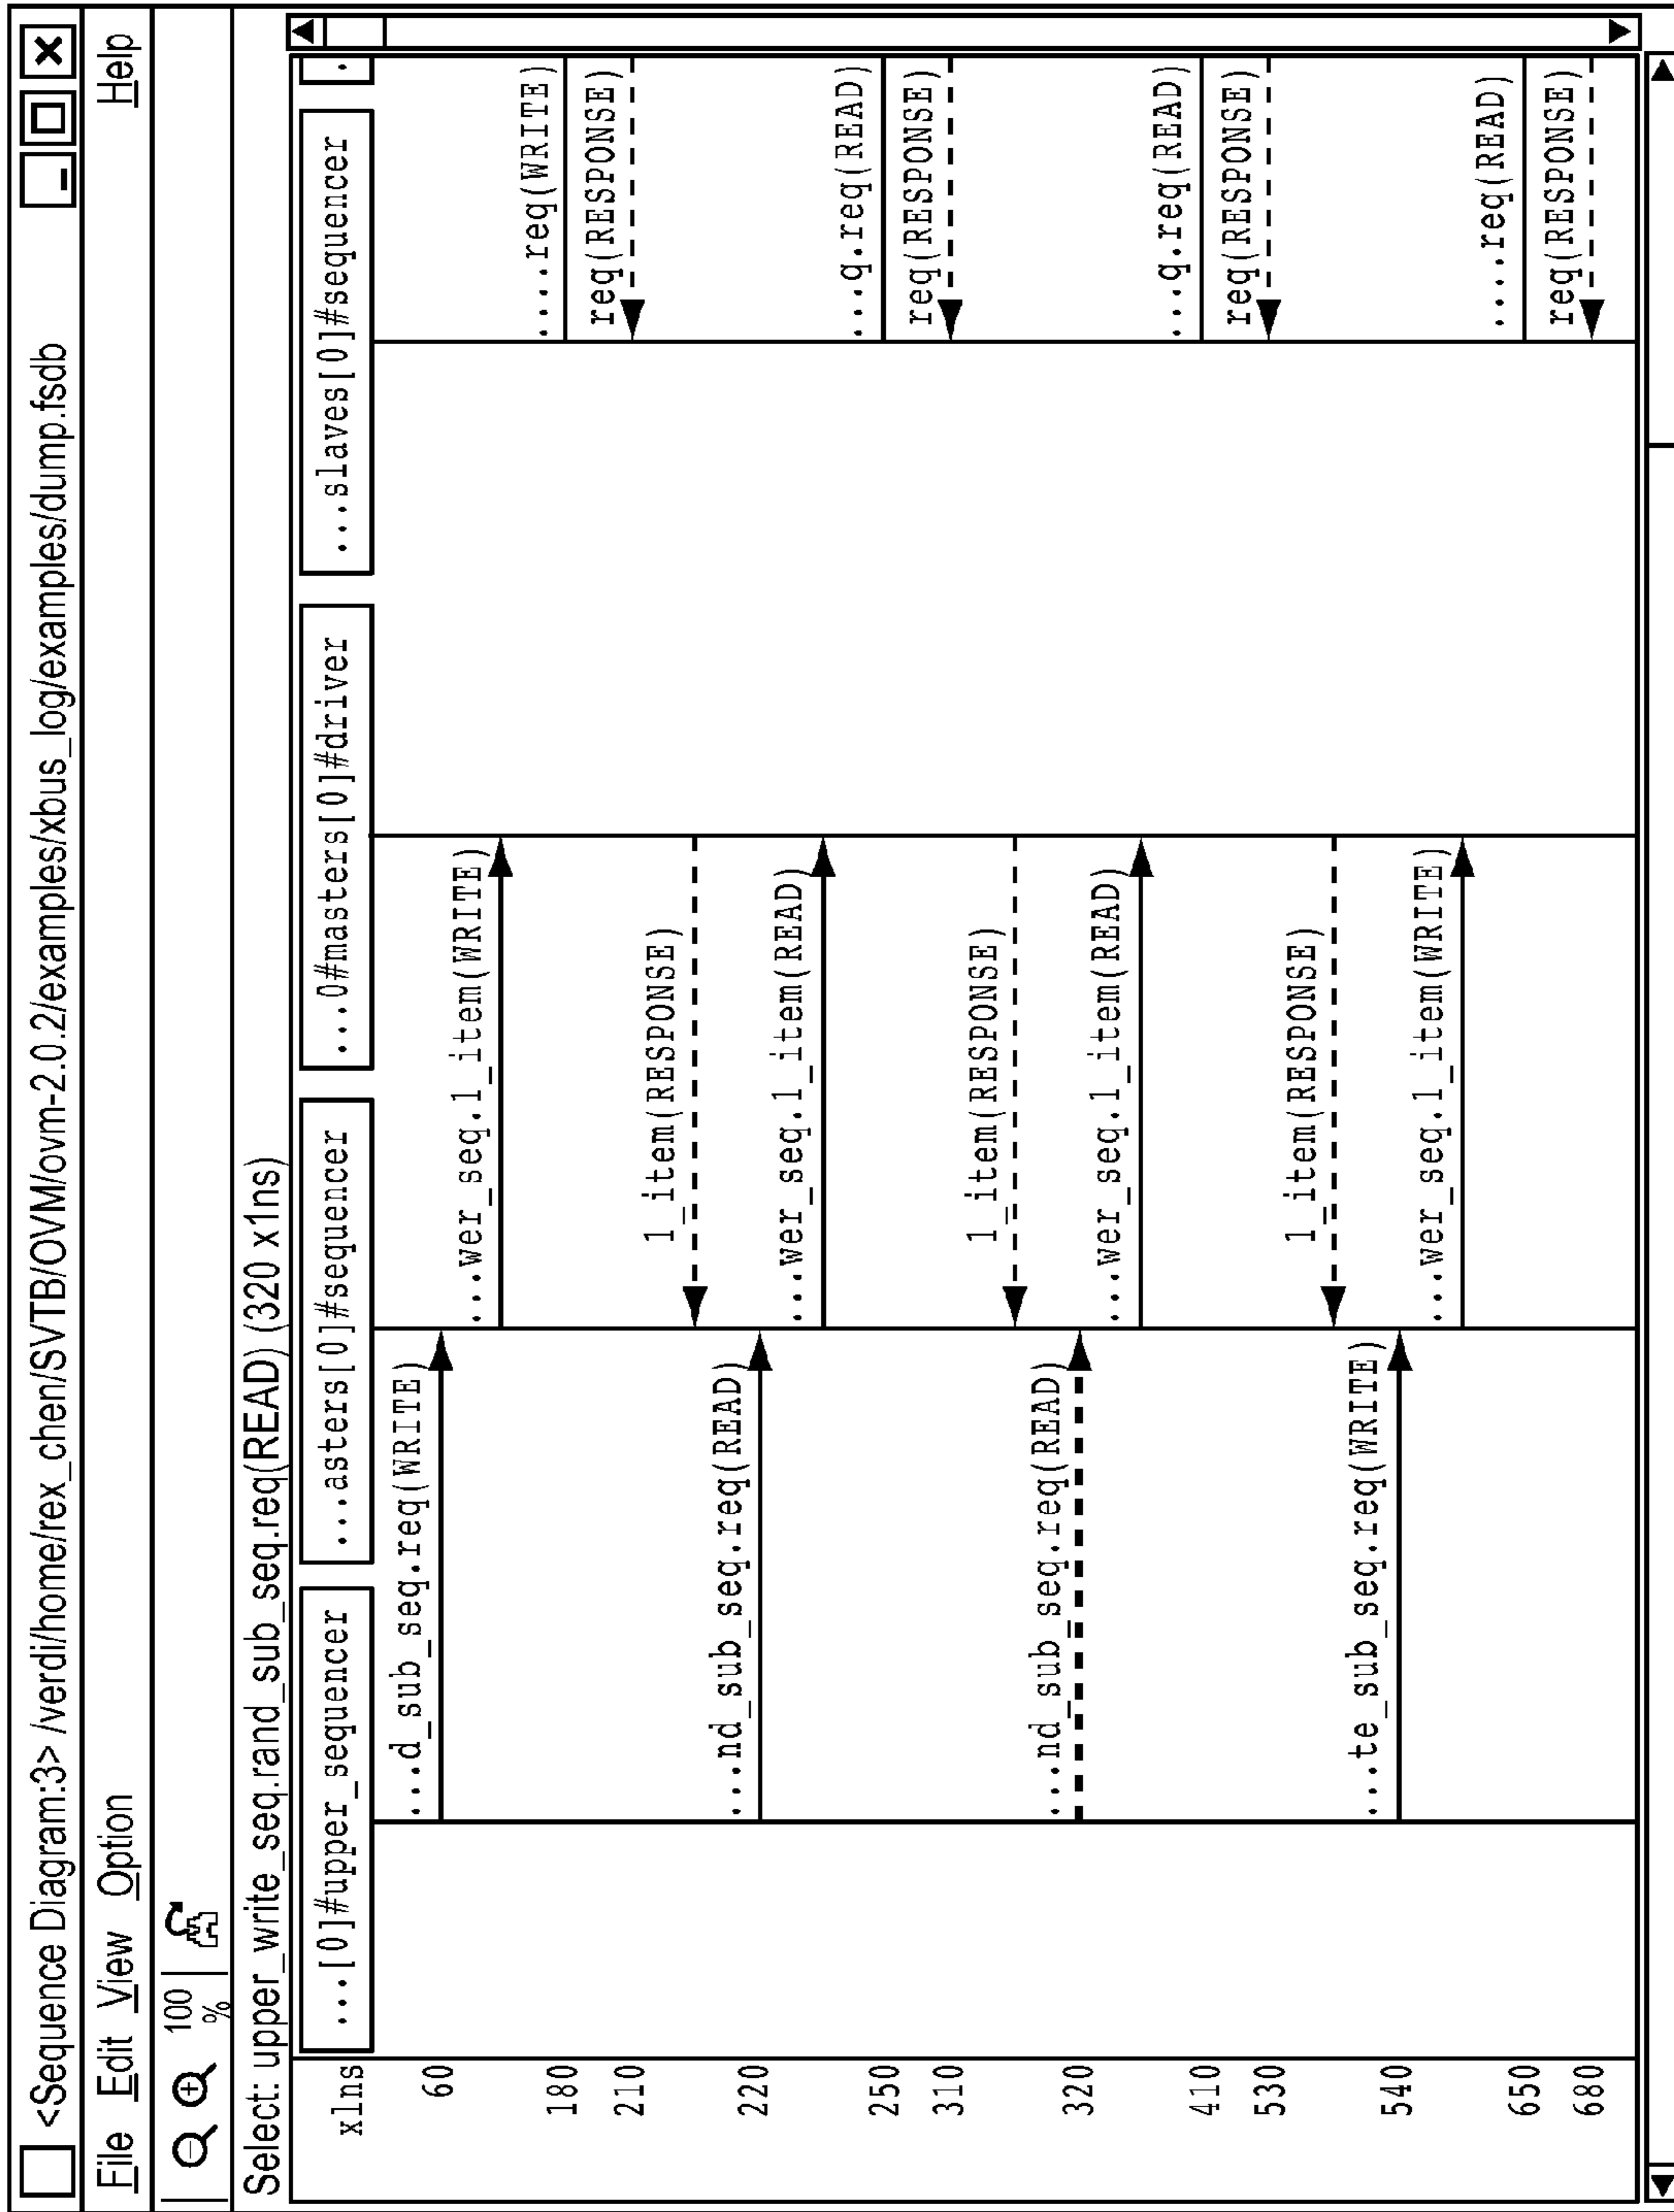 <Sequence Diagram:3> /verdi/home/rex_chen/SVTB/OVM/ovm-2.0.2/examples/xbus_log/examples/dump.fsdb
File Edit View Option Help
100 %
Select: upper_write_seq.rand_sub_seq.req(READ) (320 x1ns)
x1ns ...[0]#upper_sequencer ...asters[0]#sequencer ...0#masters[0]#driver ...slaves[0]#sequencer .
60 ...d_sub_seq.req(WRITE)
...wer_seq.1_item(WRITE)
180 ....req(WRITE)
210 req(RESPONSE)
1_item(RESPONSE)
220 ...nd_sub_seq.req(READ)
...wer_seq.1_item(READ)
250 ...q.req(READ)
310 req(RESPONSE)
1_item(RESPONSE)
320 ...nd_sub_seq.req(READ)
...wer_seq.1_item(READ)
410 ...q.req(READ)
530 req(RESPONSE)
1_item(RESPONSE)
540 ...te_sub_seq.req(WRITE)
...wer_seq.1_item(WRITE)
650 ....req(READ)
680 req(RESPONSE)